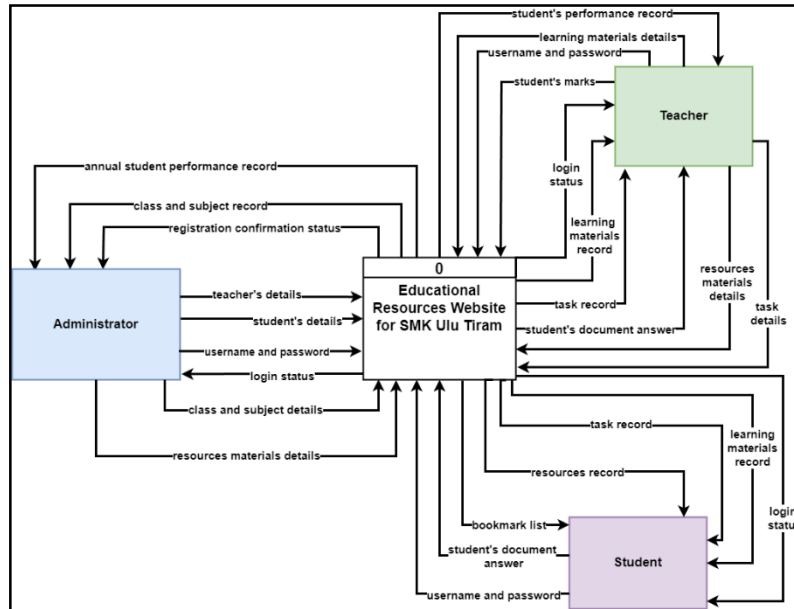 student's performance record
learning materials details
username and password
student's marks
Teacher
login
status
learning
materials
record
task record
student's document answer
resources
materials
details
task
details
annual student performance record
class and subject record
registration confirmation status
0
Educational
Resources Website
for SMK Ulu Tiram
Administrator
teacher's details
student's details
username and password
login status
class and subject details
resources materials details
task record
learning
materials
record
resources record
login
status
bookmark list
student's document
answer
username and password
Student